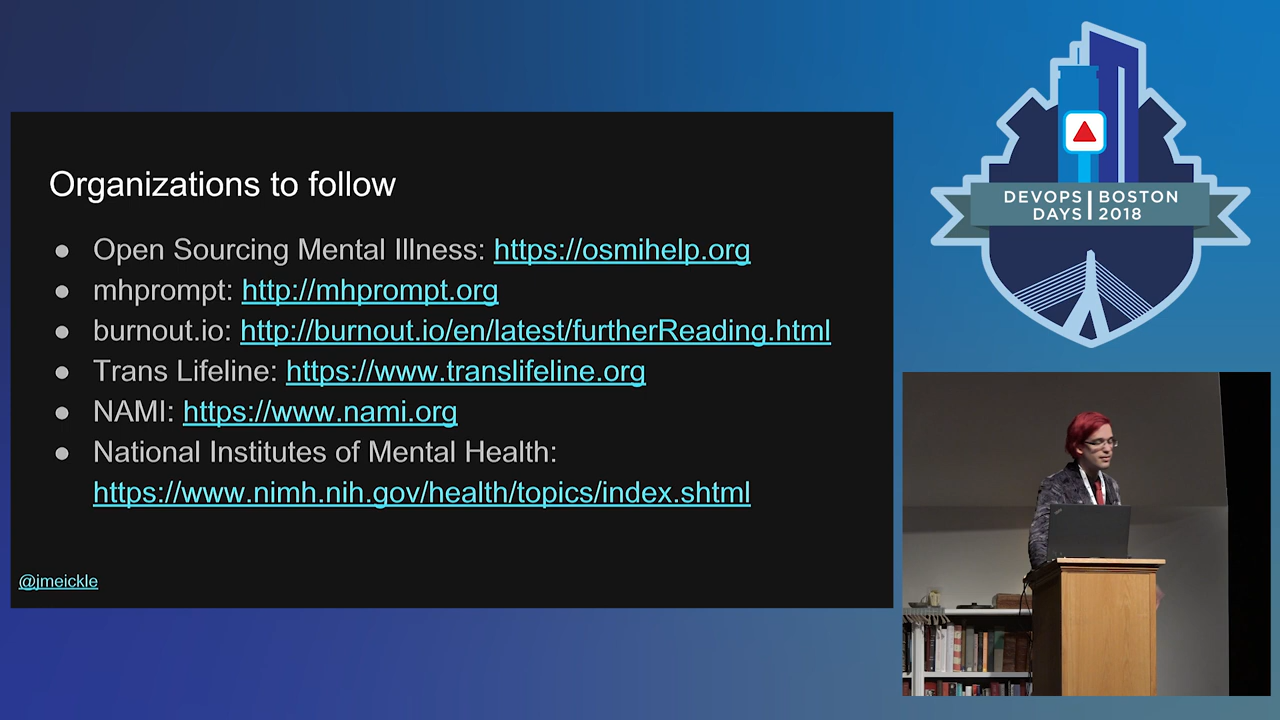 Organizations to follow
● Open Sourcing Mental Illness: https://osmihelp.org
● mhprompt: http://mhprompt.org
● burnout.io: http://burnout.io/en/latest/furtherReading.html
● Trans Lifeline: https://www.translifeline.org
● NAMI: https://www.nami.org
● National Institutes of Mental Health:
https://www.nimh.nih.gov/health/topics/index.shtml
@jmeickle
DEVOPS | BOSTON
DAYS | 2018